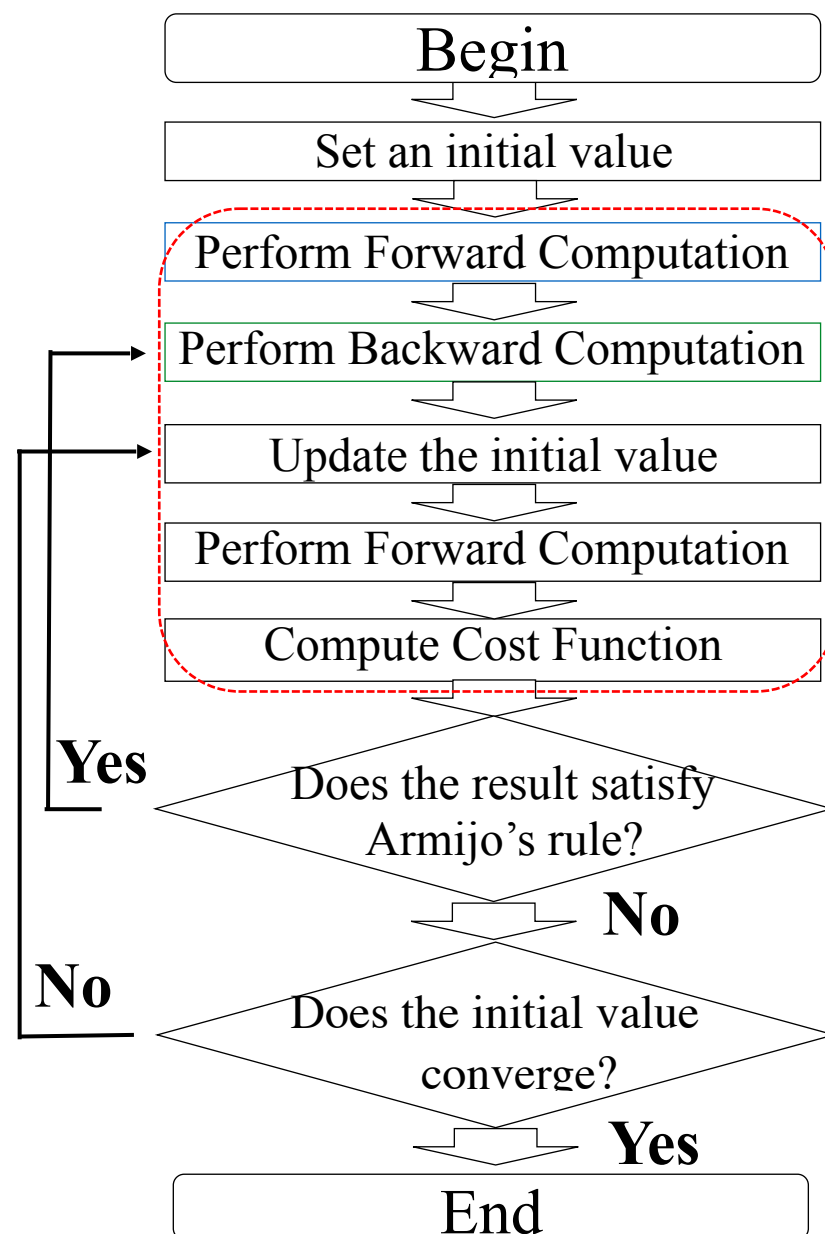 Begin
Set an initial value
Perform Forward Computation
Perform Backward Computation
Update the initial value
Perform Forward Computation
Compute Cost Function
Yes
Does the result satisfy
Armijo’s rule?
No
No
Does the initial value
converge?
Yes
End